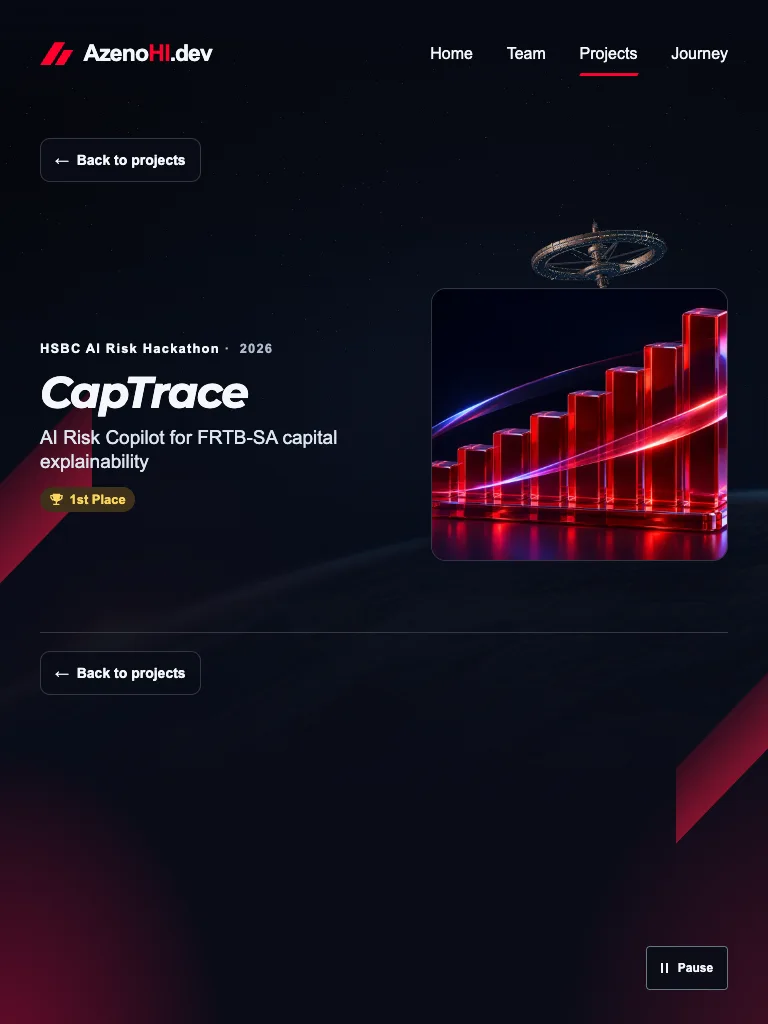 AzenoHI.dev
Home Team Projects Journey
← Back to projects
HSBC AI Risk Hackathon · 2026
CapTrace
AI Risk Copilot for FRTB-SA capital
explainability
1st Place
← Back to projects
Pause